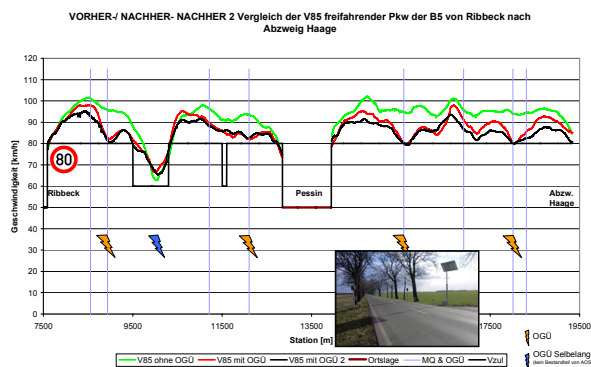 VORHER-/ NACHHER- NACHHER 2 Vergleich der V85 freifahrender Pkw der B5 von Ribbeck nach
Abzweig Haage
Geschwindigkeit [km/h]
120
110
100
90
80
70
60
50
40
30
20
10
0
80
Ribbeck
Pessin
Abzw.
Haage
7500
9500
11500
13500
17500
19500
Station [m]
OGÜ
OGÜ Selbelang
(kein Bestandteil von AOSI)
V85 ohne OGÜ
V85 mit OGÜ
V85 mit OGÜ 2
Ortslage
MQ & OGÜ
Vzul